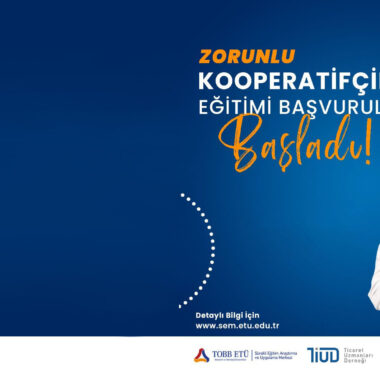 ZORUNLU
KOOPERATİFÇİ
EĞİTİMİ BAŞVURUL
Başladı!
Detaylı Bilgi İçin
www.sem.etu.edu.tr
TOBB ETÜ
Sürekli Eğitim Araştırma
ve Uygulama Merkezi
TİUD
Ticaret
Uzmanları
Derneği